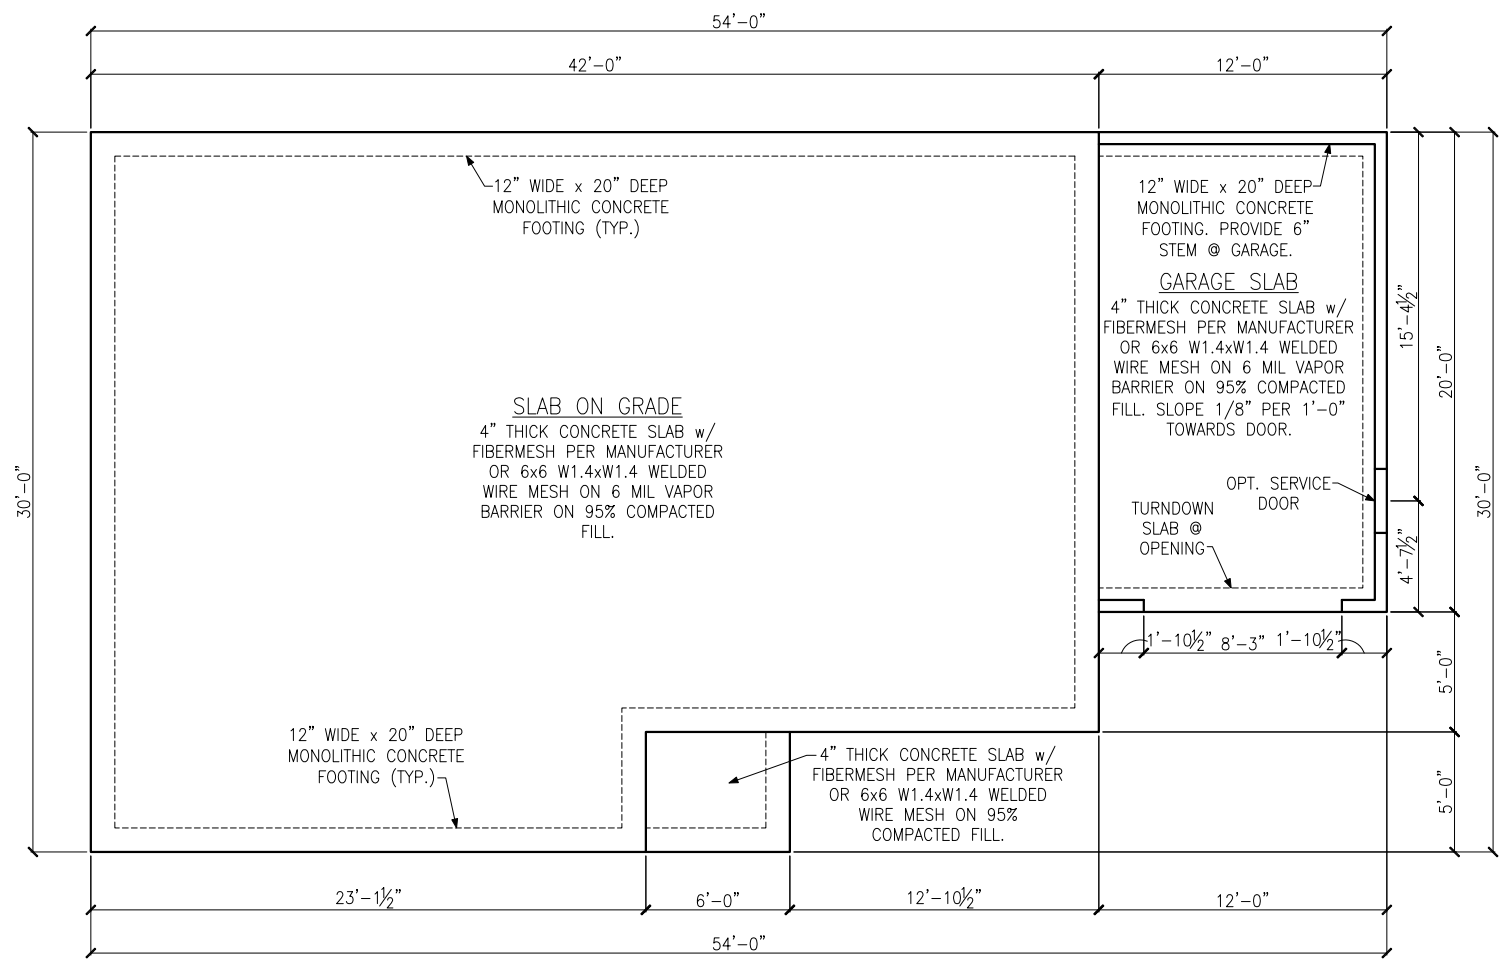 54'-0"
42'-0"
12'-0"
12" WIDE x 20" DEEP
MONOLITHIC CONCRETE
FOOTING (TYP.)
12" WIDE x 20" DEEP
MONOLITHIC CONCRETE
FOOTING. PROVIDE 6"
STEM @ GARAGE.
GARAGE SLAB
4" THICK CONCRETE SLAB w/
FIBERMESH PER MANUFACTURER
OR 6x6 W1.4xW1.4 WELDED
WIRE MESH ON 6 MIL VAPOR
BARRIER ON 95% COMPACTED
FILL. SLOPE 1/8" PER 1'-0"
TOWARDS DOOR.
15'-4½"
20'-0"
30'-0"
SLAB ON GRADE
4" THICK CONCRETE SLAB w/
FIBERMESH PER MANUFACTURER
OR 6x6 W1.4xW1.4 WELDED
WIRE MESH ON 6 MIL VAPOR
BARRIER ON 95% COMPACTED
FILL.
30'-0"
OPT. SERVICE
DOOR
TURNDOWN
SLAB @
OPENING
4'-7½"
1'-10½"
8'-3"
1'-10½"
5'-0"
12" WIDE x 20" DEEP
MONOLITHIC CONCRETE
FOOTING (TYP.)
4" THICK CONCRETE SLAB w/
FIBERMESH PER MANUFACTURER
OR 6x6 W1.4xW1.4 WELDED
WIRE MESH ON 95%
COMPACTED FILL.
5'-0"
23'-1½"
6'-0"
12'-10½"
12'-0"
54'-0"